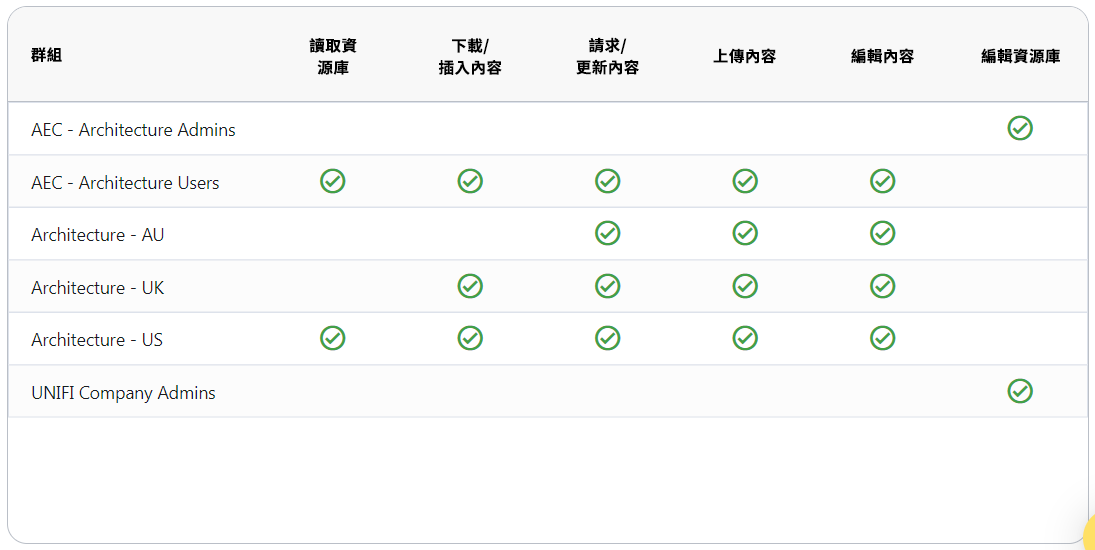 群組
讀取資
源庫
下載/
插入內容
請求/
更新內容
上傳內容
編輯內容
編輯資源庫
AEC - Architecture Admins
AEC - Architecture Users
Architecture - AU
Architecture - UK
Architecture - US
UNIFI Company Admins